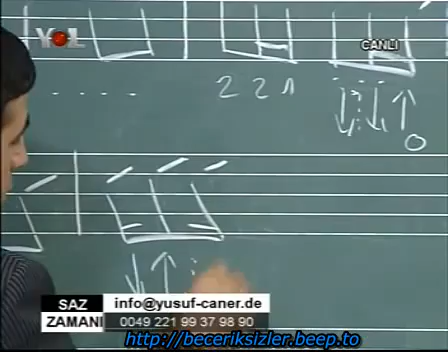 YOL
CANLI
2 2 1
0
SAZ
ZAMANI
info@yusuf-caner.de
0049 221 99 37 98 90
http://beceriksizler.beep.to